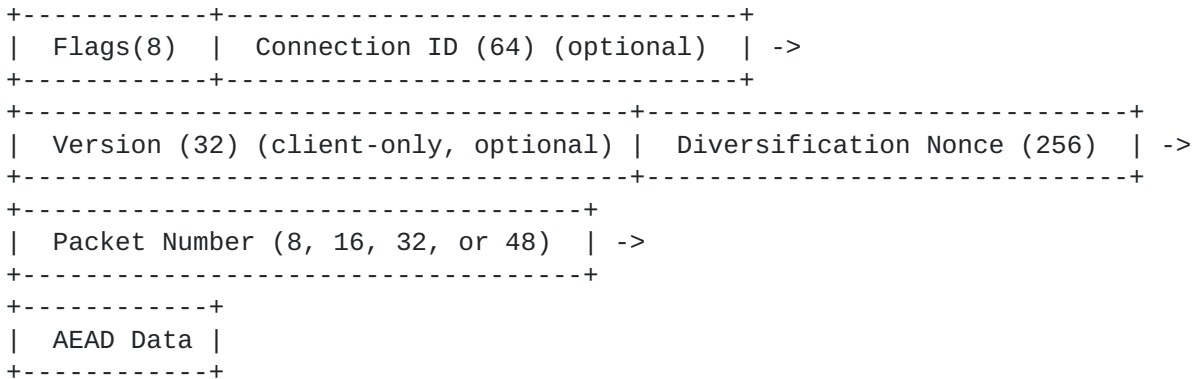 +------------+---------------------------------+
|  Flags(8)  |  Connection ID (64) (optional)  | ->
+------------+---------------------------------+
+---------------------------------------+-------------------------------+
|  Version (32) (client-only, optional) |  Diversification Nonce (256)  | ->
+---------------------------------------+-------------------------------+
+------------------------------------+
|  Packet Number (8, 16, 32, or 48)  | ->
+------------------------------------+
+------------+
|  AEAD Data |
+------------+